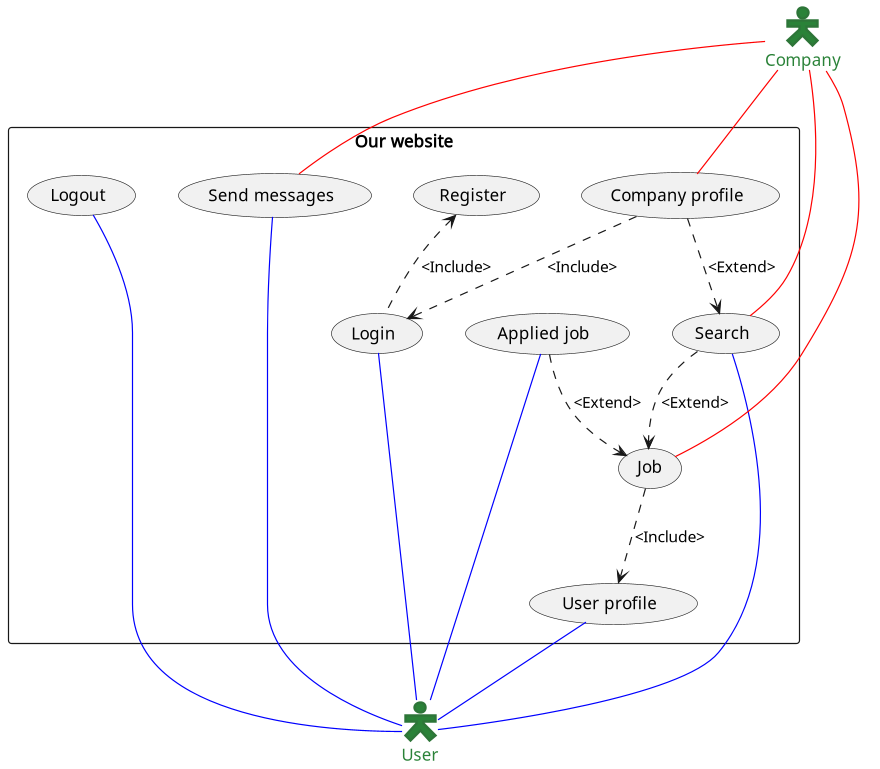 Company
Our website
Logout
Send messages
Register
Company profile
<Include>
<Include>
<Extend>
Login
Applied job
Search
<Extend>
<Extend>
Job
<Include>
User profile
User